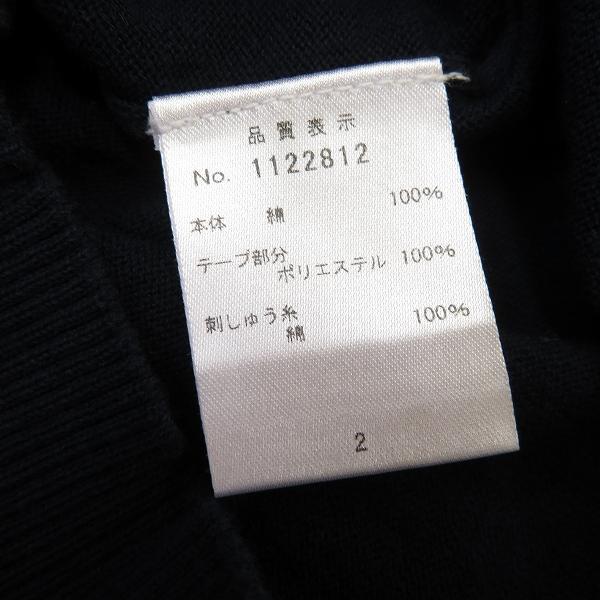 品質表示
No. 1122812
本体 綿 100%
テープ部分
ポリエステル 100%
刺しゅう糸
綿 100%
2